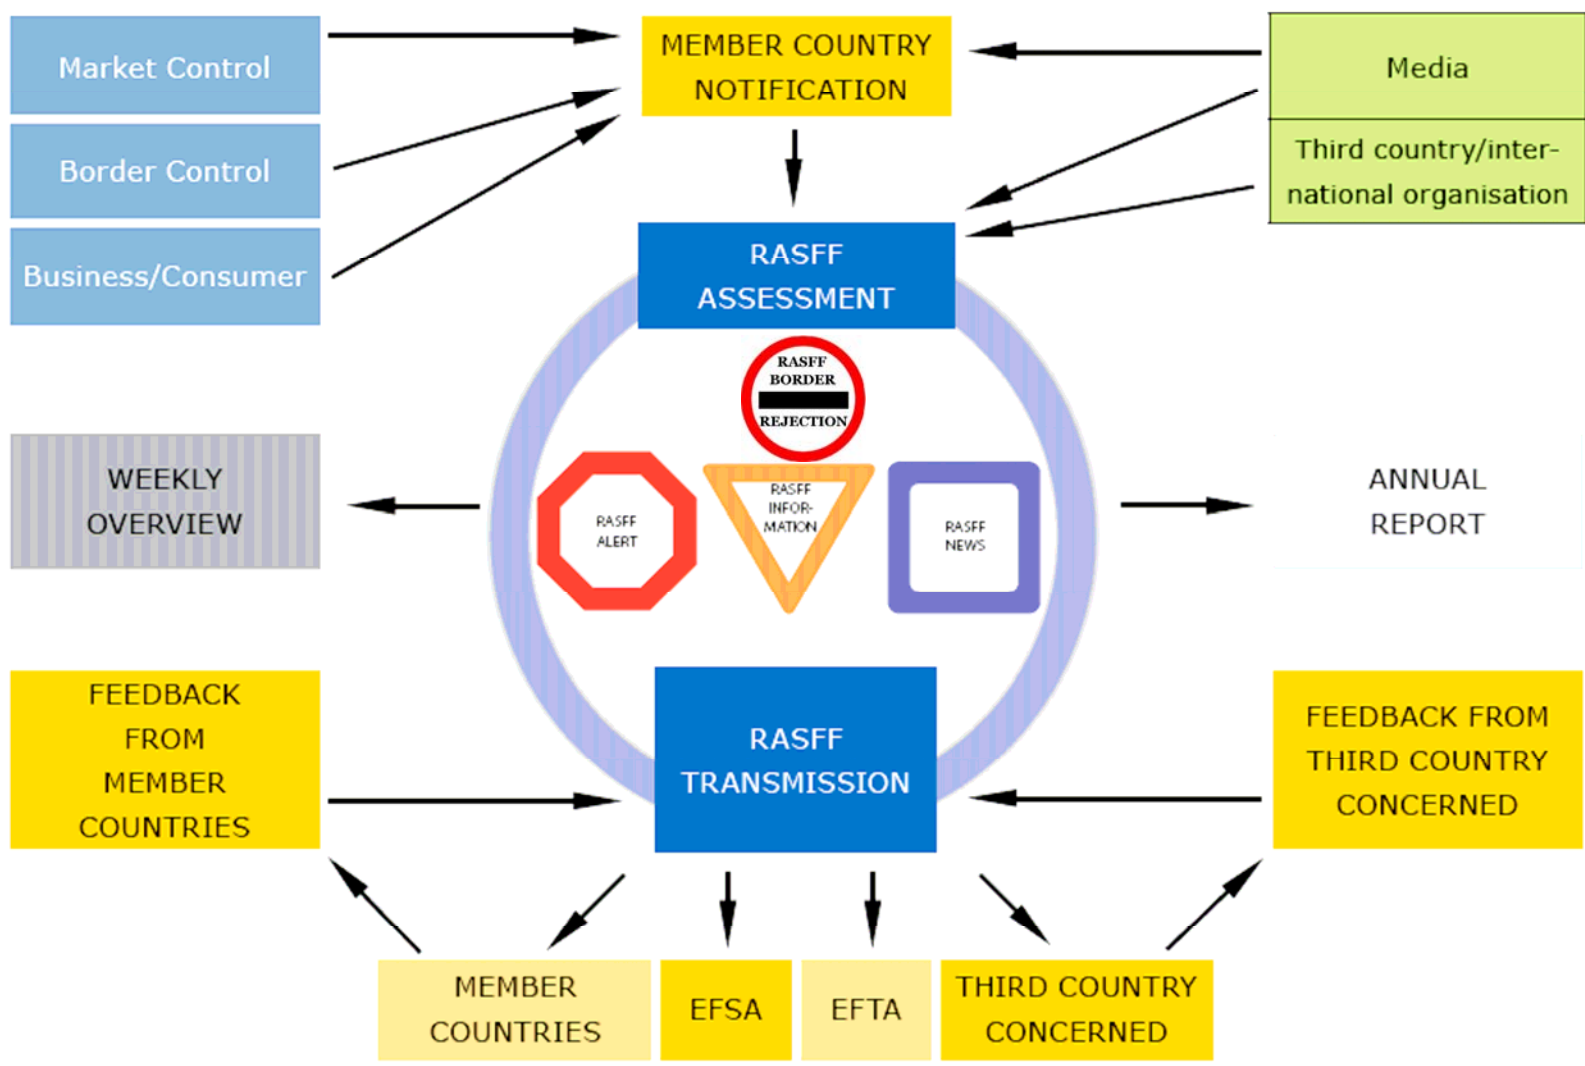 Market Control
MEMBER COUNTRY
NOTIFICATION
Media
Border Control
Third country/inter-
national organisation
Business/Consumer
RASFF
ASSESSMENT
RASFF
BORDER
REJECTION
WEEKLY
OVERVIEW
RASFF
ALERT
RASFF
INFOR-
MATION
RASFF
NEWS
ANNUAL
REPORT
FEEDBACK
FROM
MEMBER
COUNTRIES
RASFF
TRANSMISSION
FEEDBACK FROM
THIRD COUNTRY
CONCERNED
MEMBER
COUNTRIES
EFSA
EFTA
THIRD COUNTRY
CONCERNED